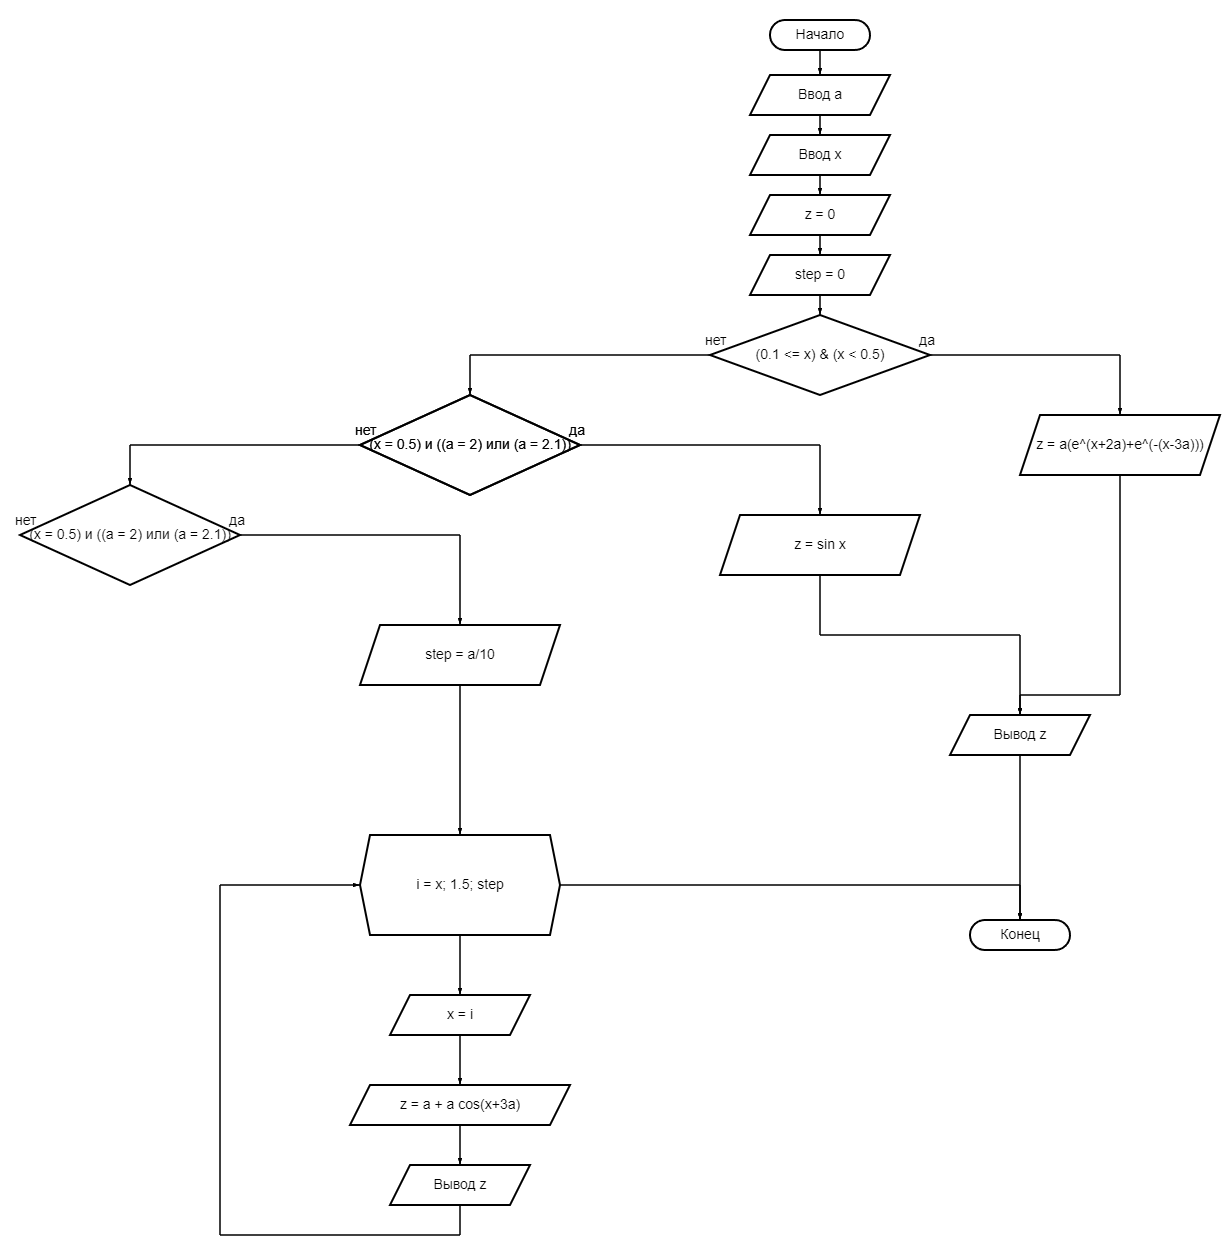 Начало
Ввод a
Ввод x
z = 0
step = 0
нет
(0.1 <= x) & (x < 0.5)
да
нет
(x = 0.5) и ((a = 2) или (a = 2.1))
да
z = a(e^(x+2a)+e^(-(x-3a)))
нет
(x = 0.5) и ((a = 2) или (a = 2.1))
да
z = sin x
step = a/10
Вывод z
i = x; 1.5; step
Конец
x = i
z = a + a cos(x+3a)
Вывод z